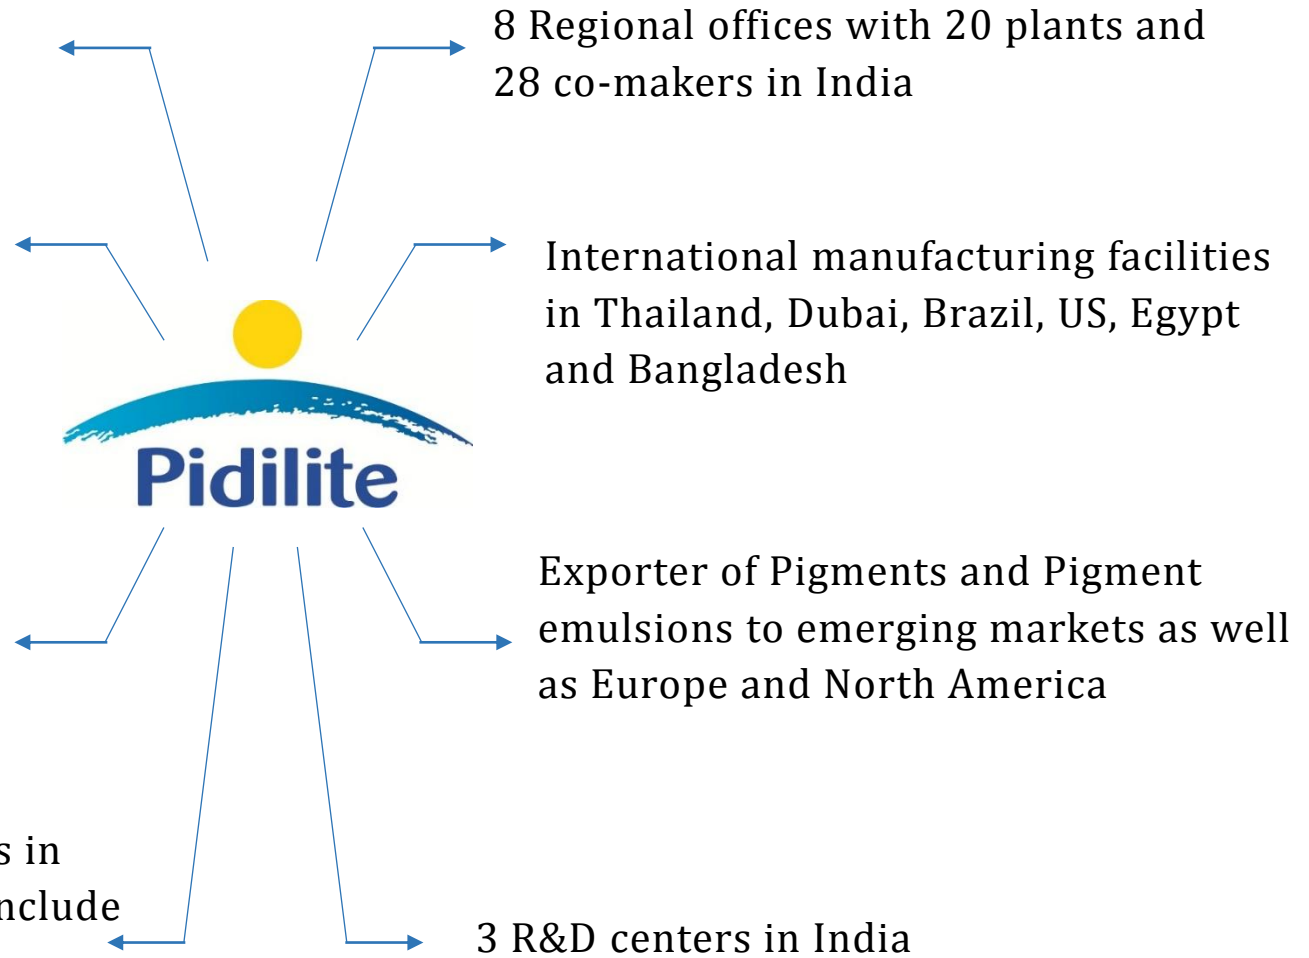 8 Regional offices with 20 plants and
28 co-makers in India
International manufacturing facilities
in Thailand, Dubai, Brazil, US, Egypt
and Bangladesh
Pidilite
Exporter of Pigments and Pigment
emulsions to emerging markets as well
as Europe and North America
in
3 R&D centers in India